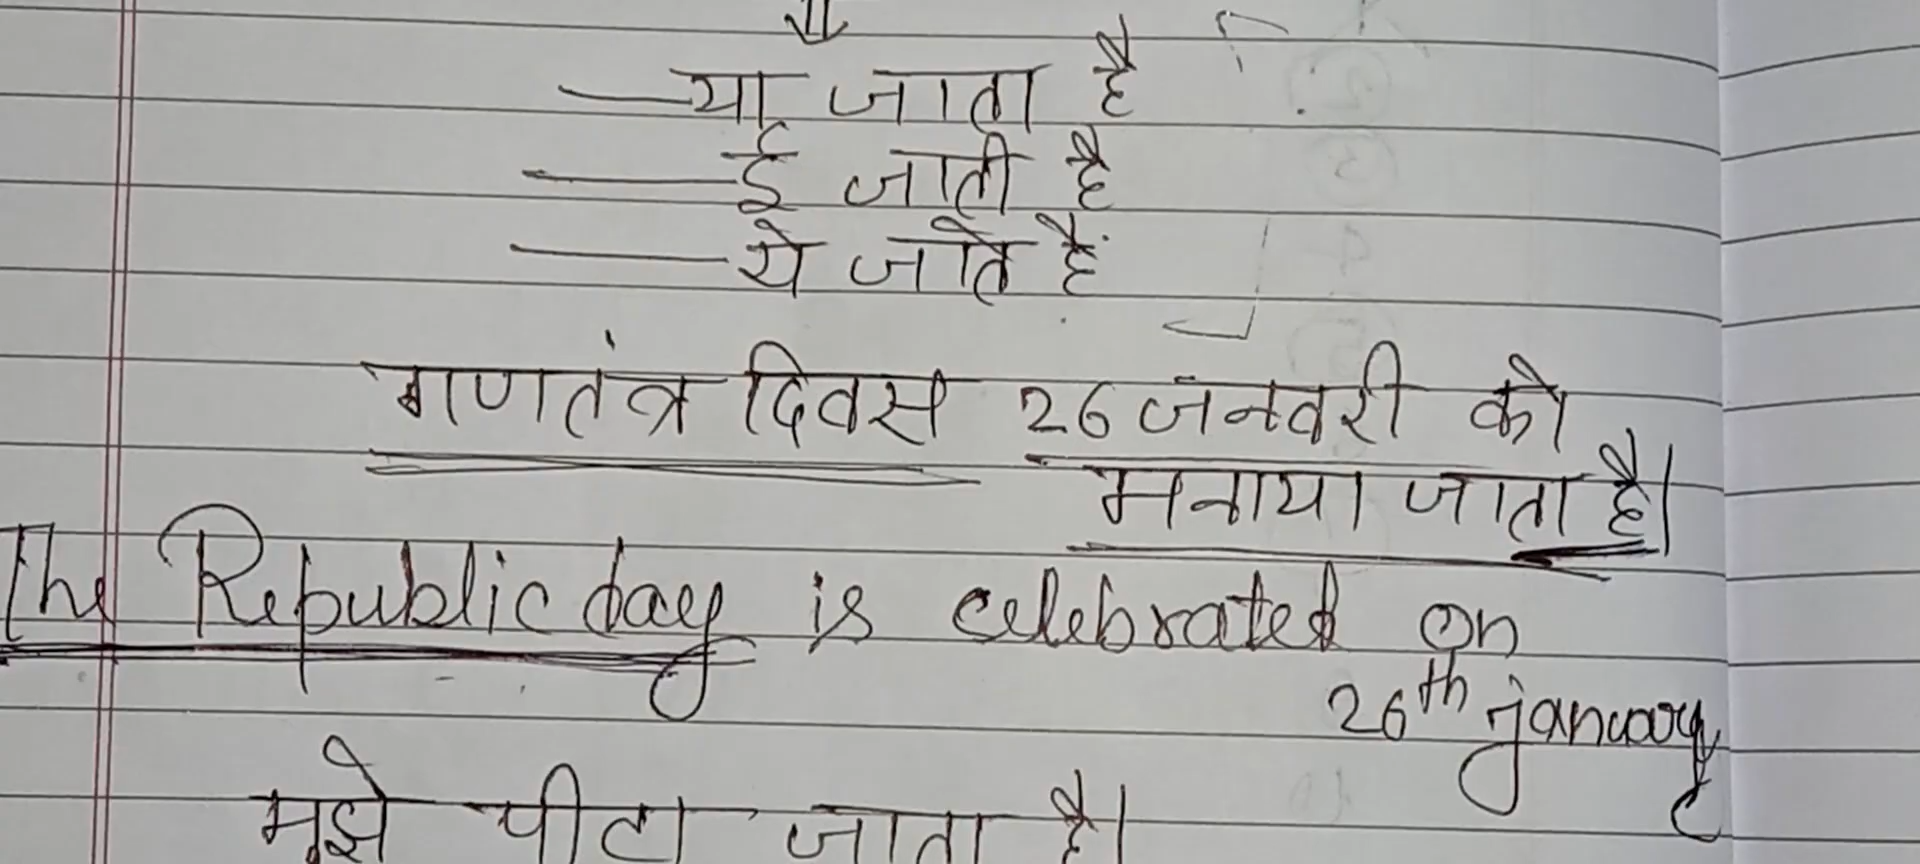 या जाता है
ई जाती है
ये जाते हैं
गणतंत्र दिवस 26 जनवरी को
मनाया जाता है।
The Republic day is celebrated on
26th january
मुझे पीटा जाता है।